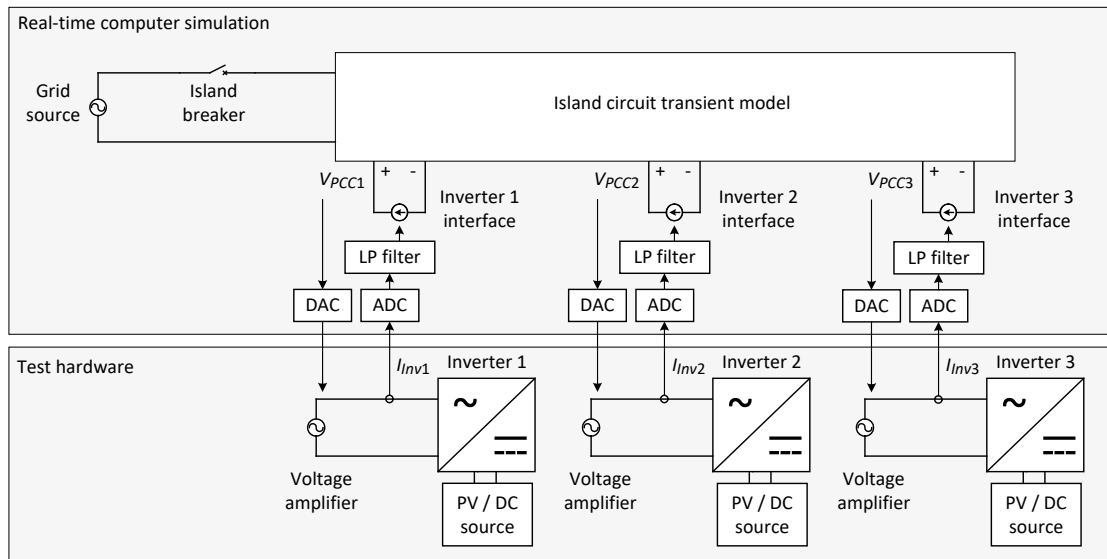 Real-time computer simulation
Grid
source
Island
breaker
Island circuit transient model
VPCC1
+ -
Inverter 1
interface
LP filter
DAC
ADC
VPCC2
+ -
Inverter 2
interface
LP filter
DAC
ADC
VPCC3
+ -
Inverter 3
interface
LP filter
DAC
ADC
Test hardware
IInv1
Inverter 1
Voltage
amplifier
PV / DC
source
IInv2
Inverter 2
Voltage
amplifier
PV / DC
source
IInv3
Inverter 3
Voltage
amplifier
PV / DC
source